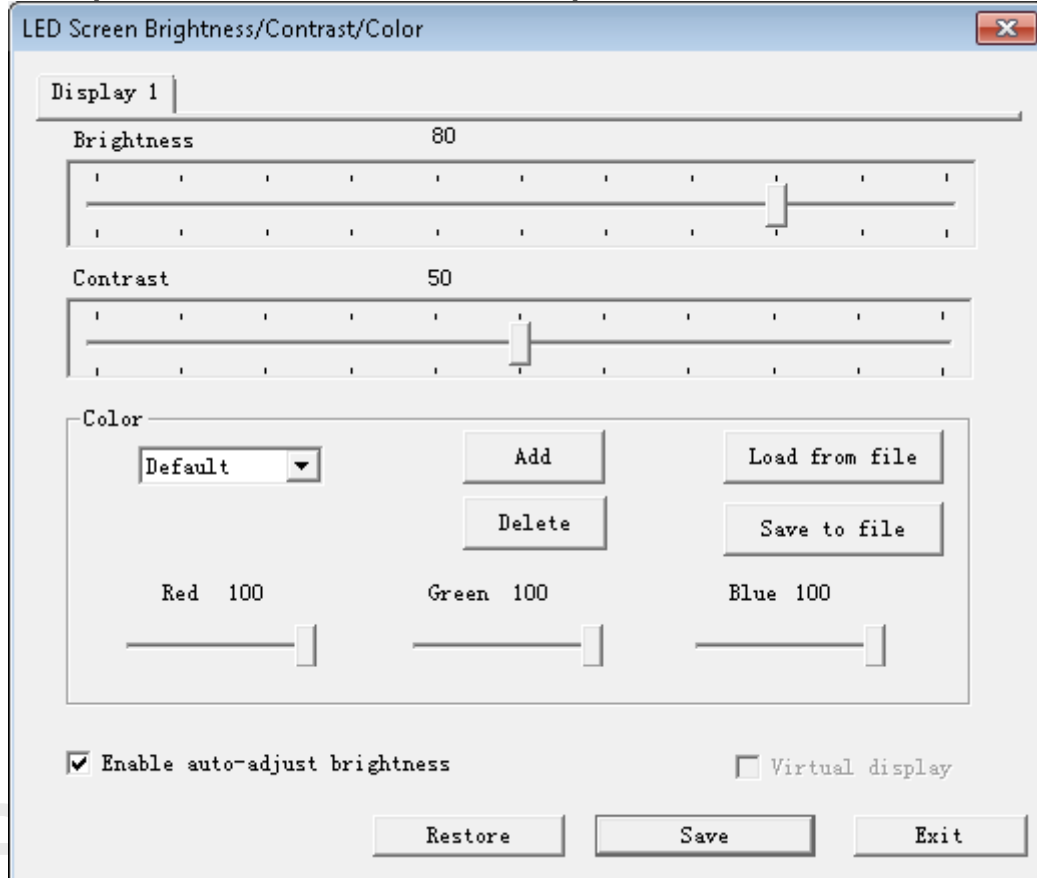 LED Screen Brightness/Contrast/Color
Display 1
Brightness 80
Contrast 50
Color
Default Add Load from file
Delete Save to file
Red 100 Green 100 Blue 100
Enable auto-adjust brightness Virtual display
Restore Save Exit